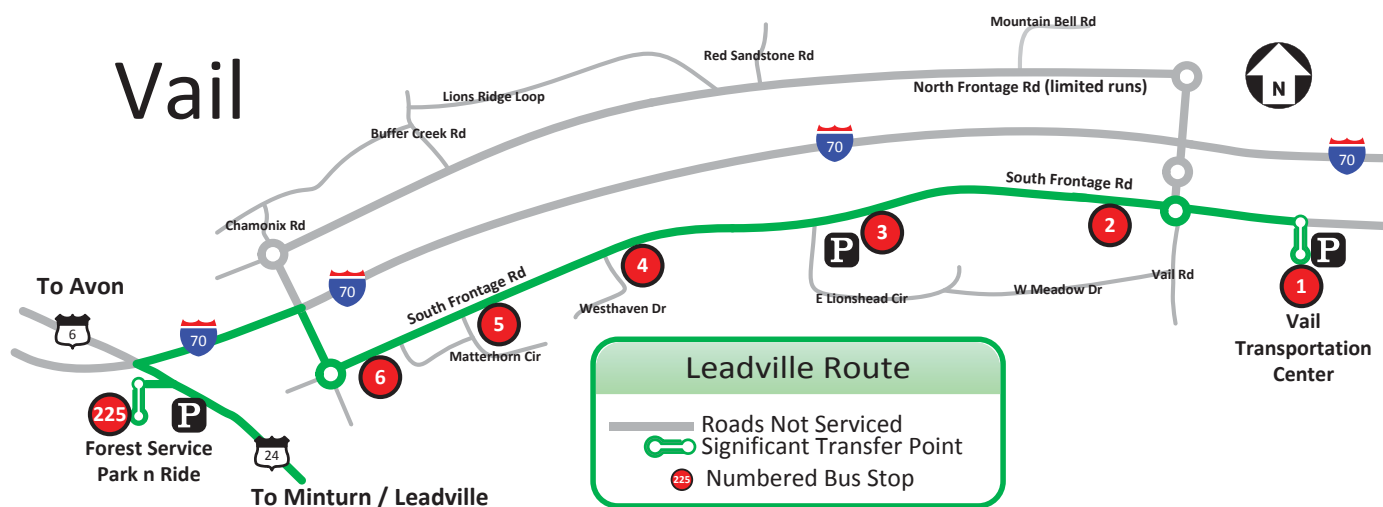 Vail
Mountain Bell Rd
Red Sandstone Rd
North Frontage Rd (limited runs)
N
Lions Ridge Loop
Buffer Creek Rd
70
70
South Frontage Rd
Chamonix Rd
2
3
P
P
4
1
Vail Rd
W Meadow Dr
E Lionshead Cir
Westhaven Dr
South Frontage Rd
70
To Avon
6
70
5
Matterhorn Cir
6
Vail
Transportation
Center
225
P
Forest Service
Park n Ride
24
To Minturn / Leadville
Leadville Route
Roads Not Serviced
Significant Transfer Point
225
Numbered Bus Stop